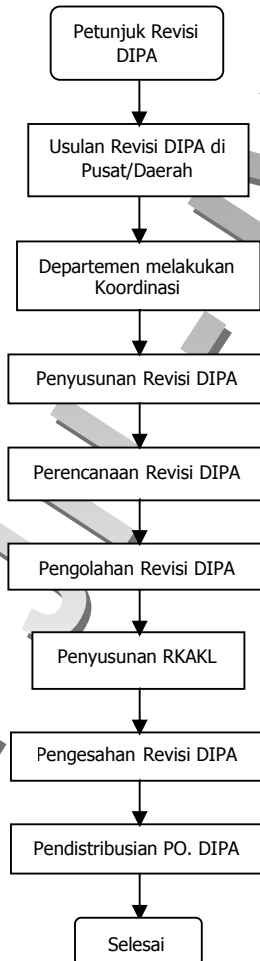 Petunjuk Revisi
DIPA
Usulan Revisi DIPA di
Pusat/Daerah
Departemen melakukan
Koordinasi
Penyusunan Revisi DIPA
Perencanaan Revisi DIPA
Pengolahan Revisi DIPA
Penyusunan RKAKL
Pengesahan Revisi DIPA
Pendistribusian PO. DIPA
Selesai